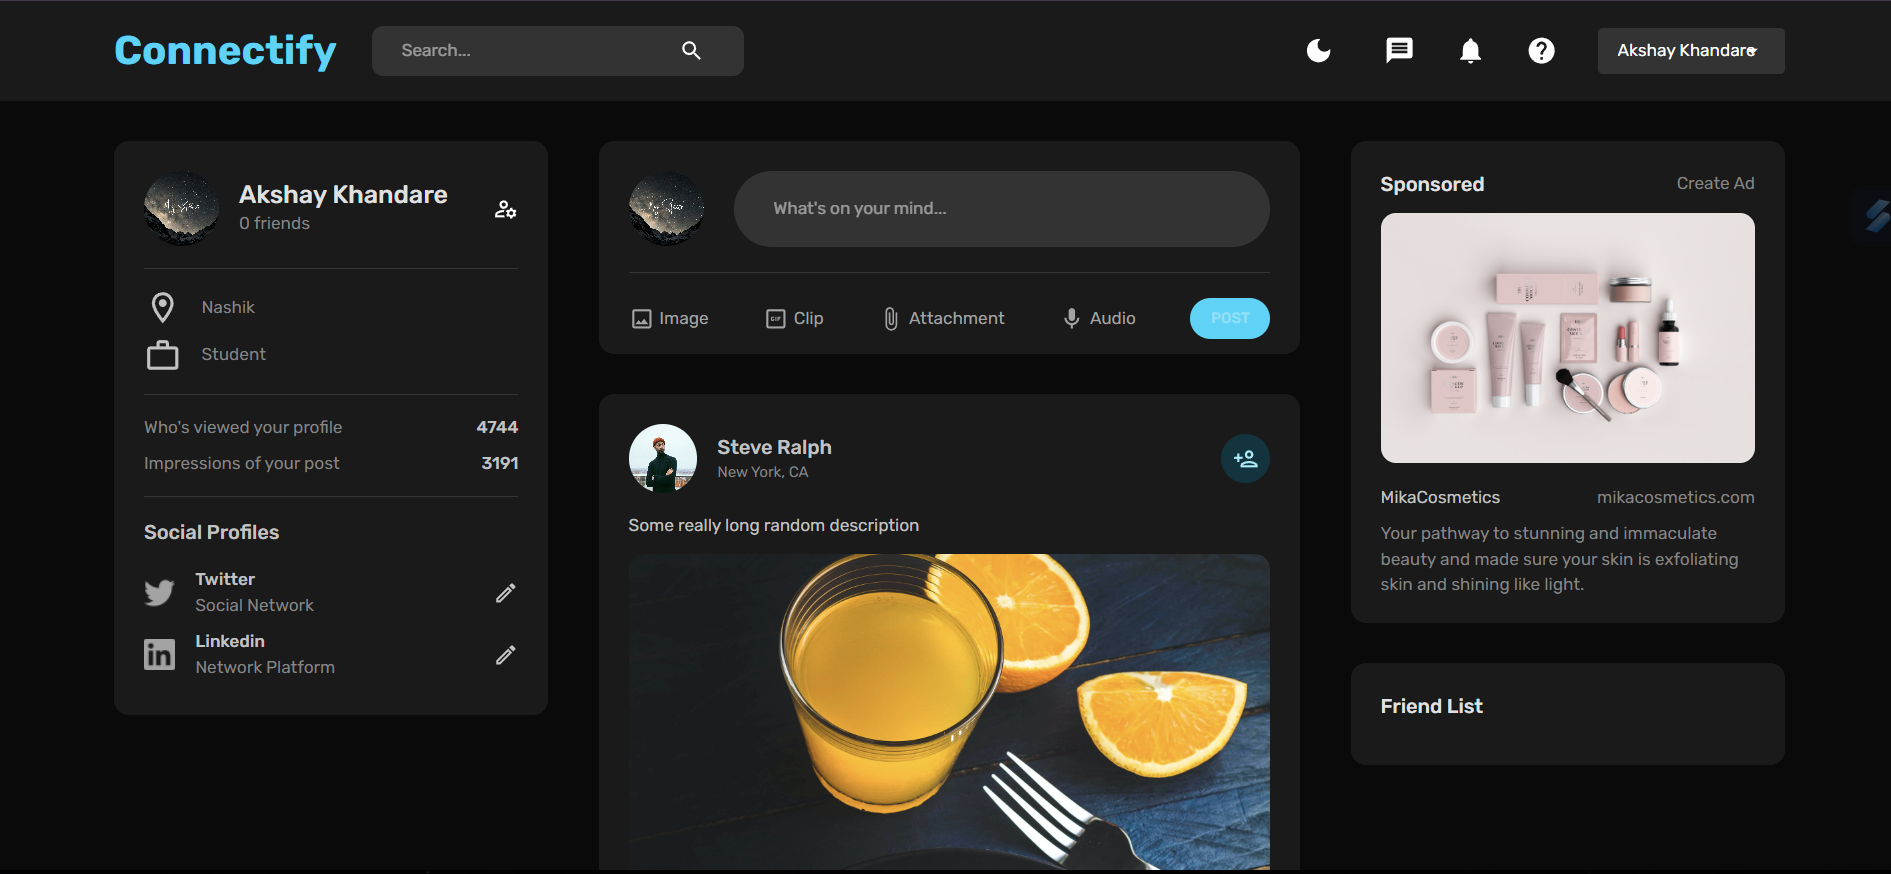 Connectify
Search...
Akshay Khandare
Akshay Khandare
0 friends
Nashik
Student
Who's viewed your profile 4744
Impressions of your post 3191
Social Profiles
Twitter
Social Network
Linkedin
Network Platform
What's on your mind...
Image Clip Attachment Audio POST
Steve Ralph
New York, CA
Some really long random description
Sponsored Create Ad
MikaCosmetics mikacosmetics.com
Your pathway to stunning and immaculate
beauty and made sure your skin is exfoliating
skin and shining like light.
Friend List